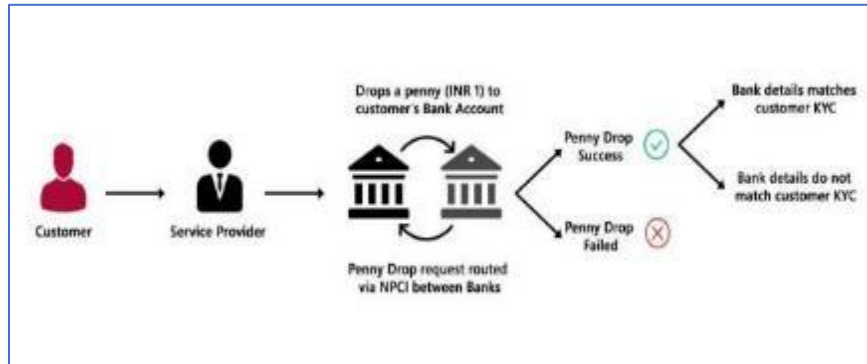 Drops a penny (INR 1) to
customer's Bank Account
Customer
Service Provider
Penny Drop request routed
via NPCI between Banks
Penny Drop
Success
Penny Drop
Failed
Bank details matches
customer KYC
Bank details do not
match customer KYC